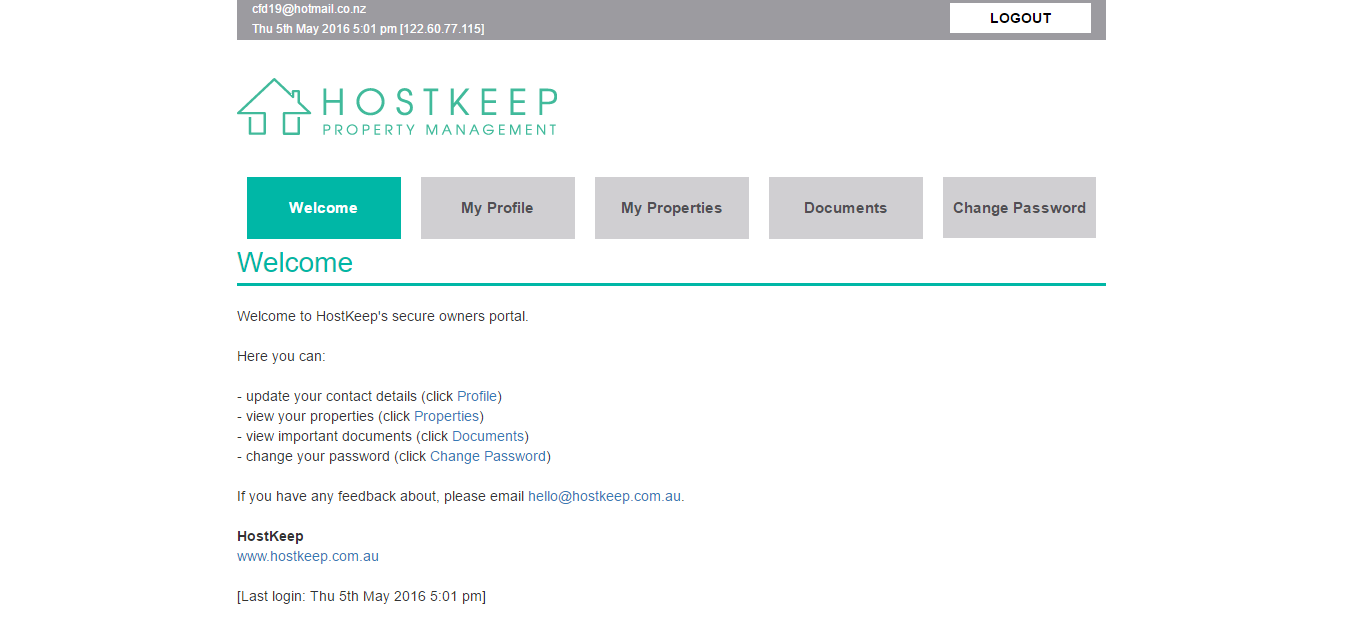 cfd19@hotmail.co.nz
Thu 5th May 2016 5:01 pm [122.60.77.115]
LOGOUT
HOSTKEEP
PROPERTY MANAGEMENT
Welcome
My Profile
My Properties
Documents
Change Password
Welcome
Welcome to HostKeep's secure owners portal.
Here you can:
- update your contact details (click Profile)
- view your properties (click Properties)
- view important documents (click Documents)
- change your password (click Change Password)
If you have any feedback about, please email hello@hostkeep.com.au.
HostKeep
www.hostkeep.com.au
[Last login: Thu 5th May 2016 5:01 pm]